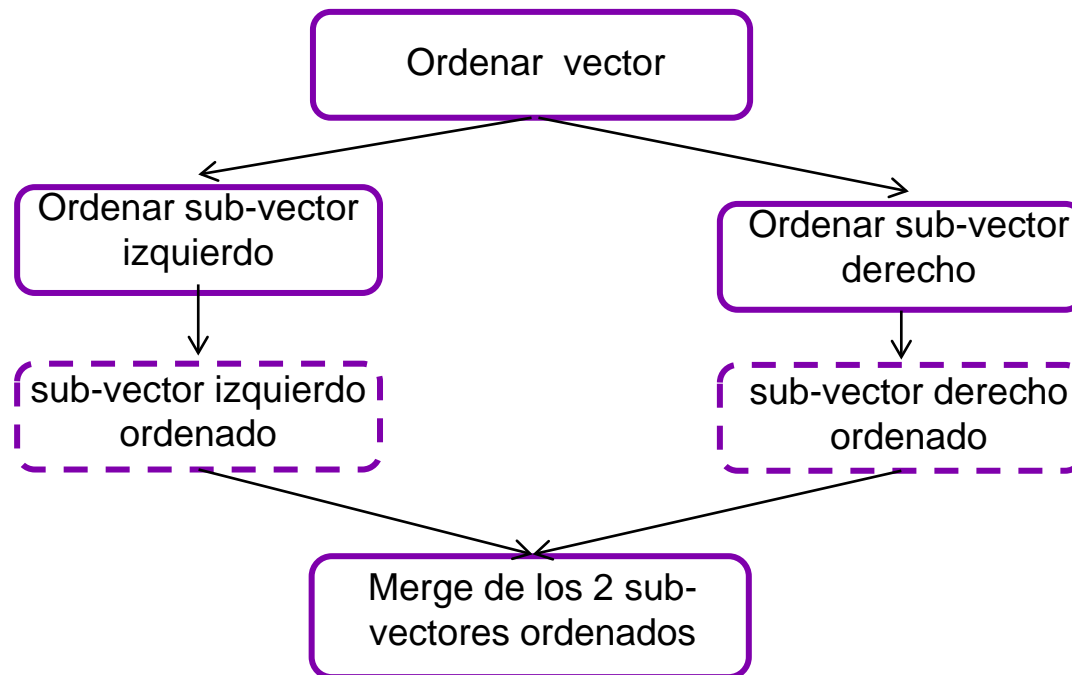 Ordenar vector
Ordenar sub-vector
izquierdo
Ordenar sub-vector
derecho
sub-vector izquierdo
ordenado
sub-vector derecho
ordenado
Merge de los 2 sub-
vectores ordenados